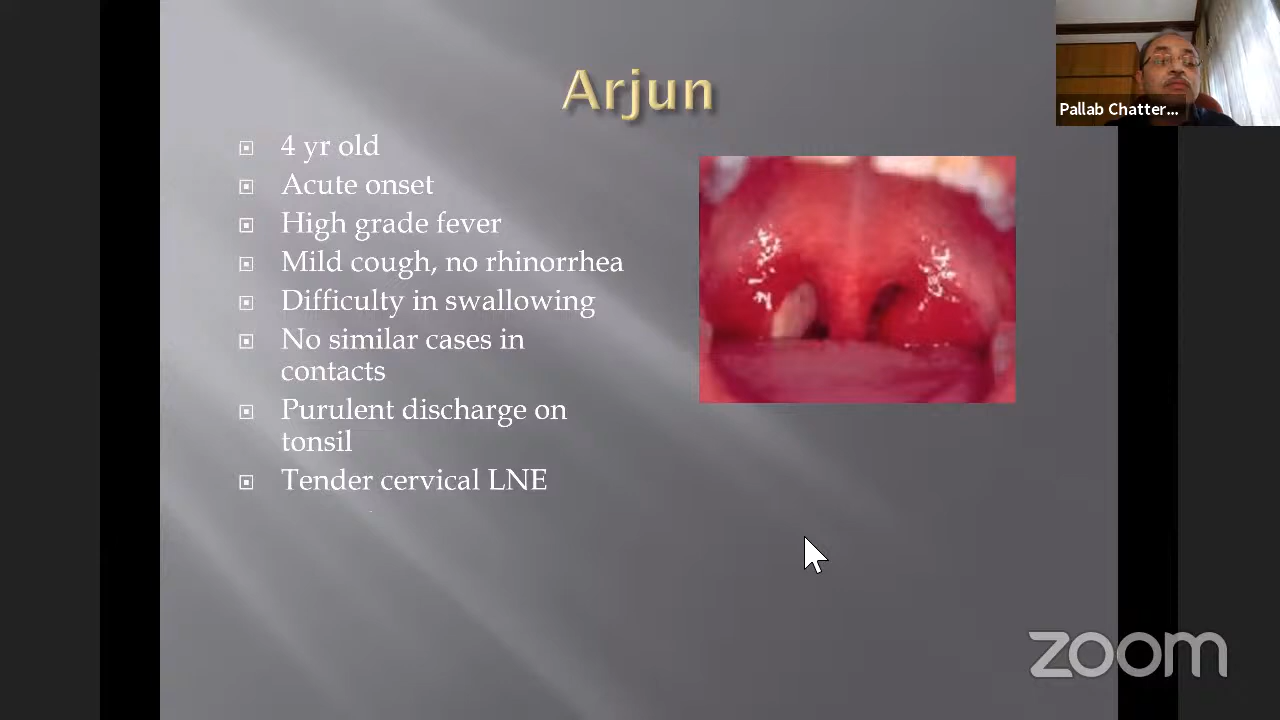 Arjun
4 yr old
Acute onset
High grade fever
Mild cough, no rhinorrhea
Difficulty in swallowing
No similar cases in
contacts
Purulent discharge on
tonsil
Tender cervical LNE
Pallab Chatter...
zoom